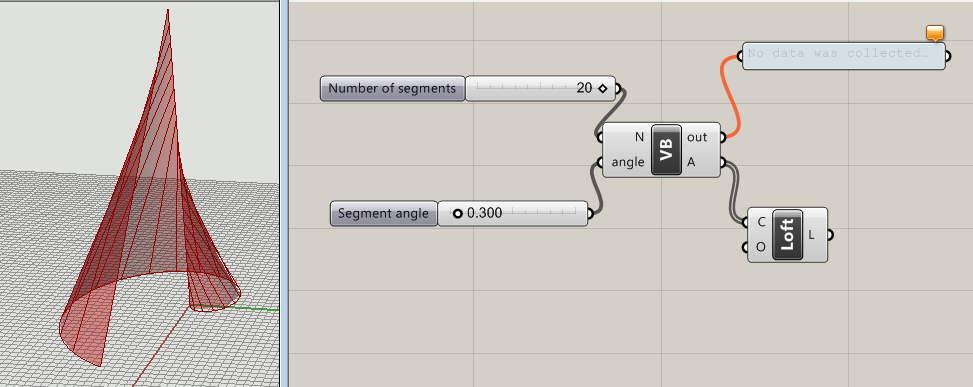 No data was collected…
Number of segments 20
N out
angle VB A
Segment angle 0.300
C
Loft L
O